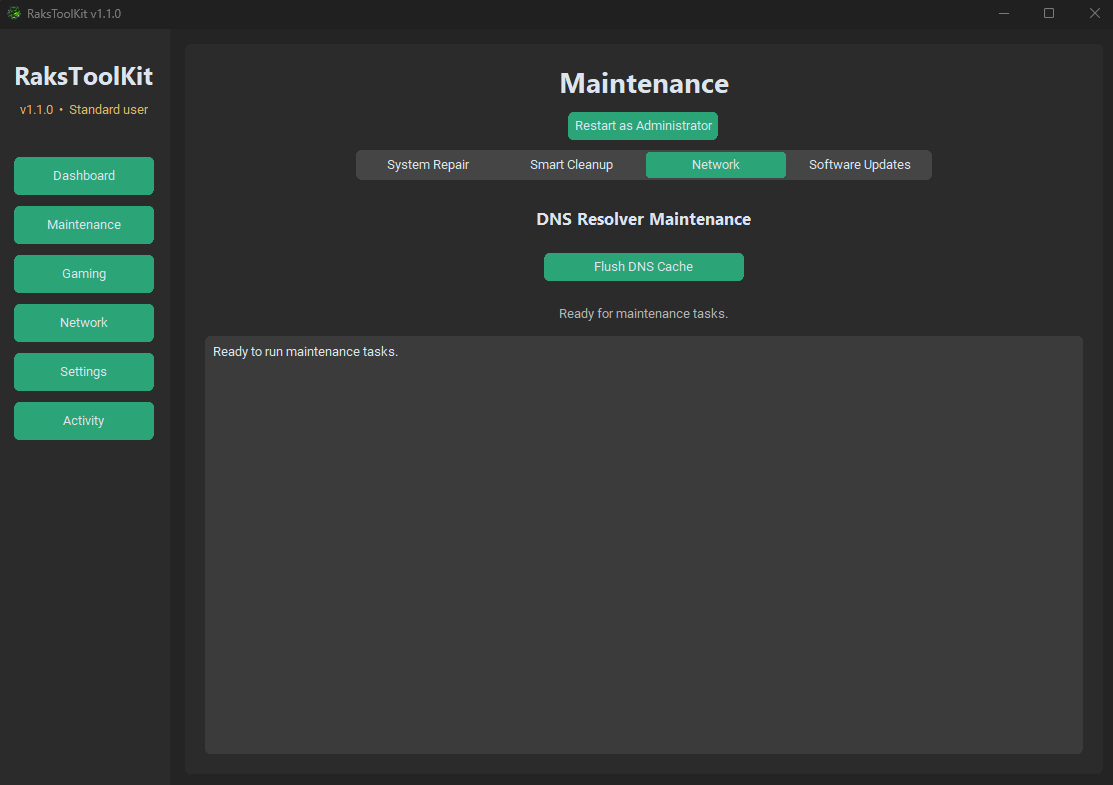 RaksToolKit v1.1.0
RaksToolKit
v1.1.0 • Standard user
Dashboard
Maintenance
Gaming
Network
Settings
Activity
Maintenance
Restart as Administrator
System Repair Smart Cleanup Network Software Updates
DNS Resolver Maintenance
Flush DNS Cache
Ready for maintenance tasks.
Ready to run maintenance tasks.